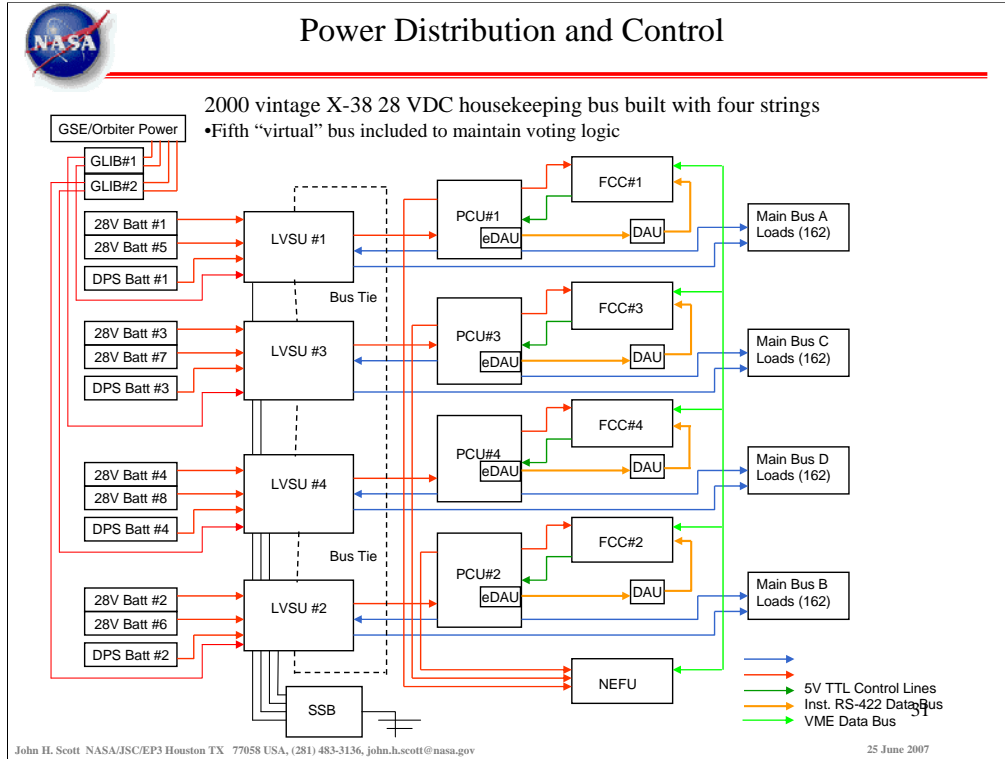 NASA
Power Distribution and Control
2000 vintage X-38 28 VDC housekeeping bus built with four strings
•Fifth “virtual” bus included to maintain voting logic
GSE/Orbiter Power
GLIB#1
GLIB#2
28V Batt #1
28V Batt #5
DPS Batt #1
LVSU #1
PCU#1
eDAU
FCC#1
DAU
Main Bus A
Loads (162)
Bus Tie
28V Batt #3
28V Batt #7
DPS Batt #3
LVSU #3
PCU#3
eDAU
FCC#3
DAU
Main Bus C
Loads (162)
28V Batt #4
28V Batt #8
DPS Batt #4
LVSU #4
PCU#4
eDAU
FCC#4
DAU
Main Bus D
Loads (162)
Bus Tie
28V Batt #2
28V Batt #6
DPS Batt #2
LVSU #2
PCU#2
eDAU
FCC#2
DAU
Main Bus B
Loads (162)
SSB
NEFU
5V TTL Control Lines
Inst. RS-422 Data Bus
VME Data Bus
31
John H. Scott NASA/JSC/EP3 Houston TX 77058 USA, (281) 483-3136, john.h.scott@nasa.gov
25 June 2007